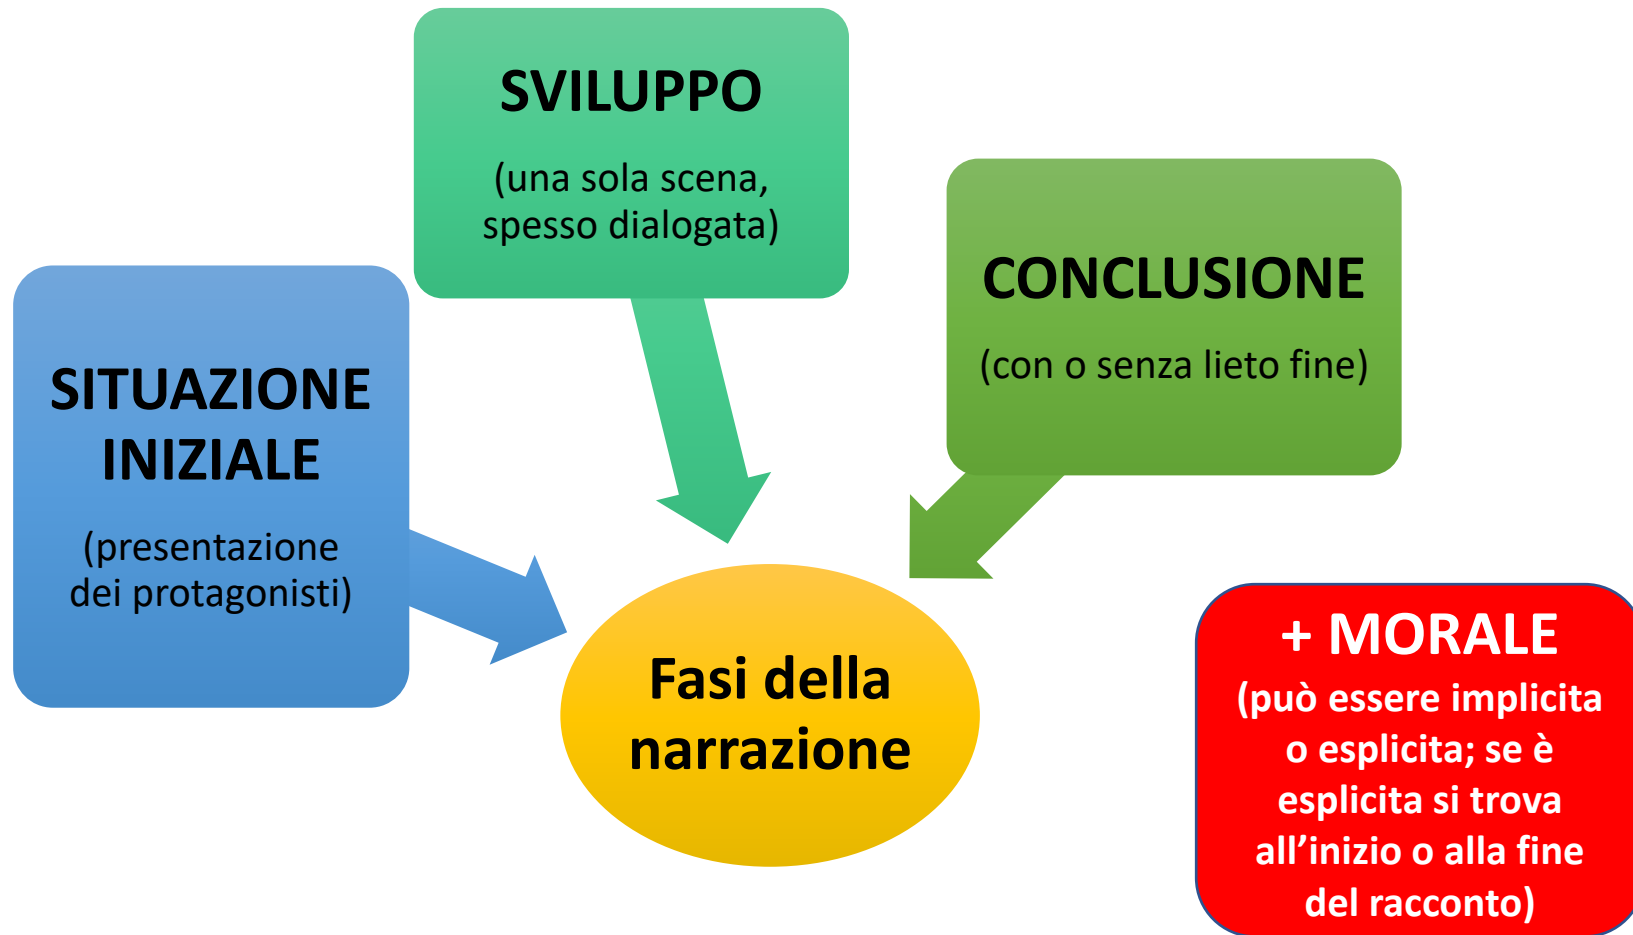 SITUAZIONE
INIZIALE
(presentazione
dei protagonisti)
SVILUPPO
(una sola scena,
spesso dialogata)
CONCLUSIONE
(con o senza lieto fine)
Fasi della
narrazione
+ MORALE
(può essere implicita
o esplicita; se è
esplicita si trova
all’inizio o alla fine
del racconto)